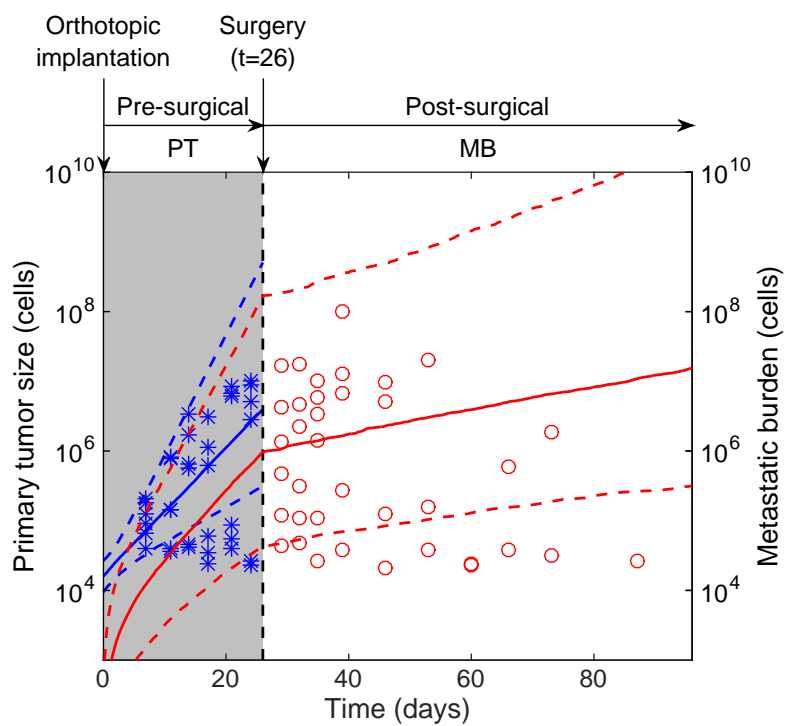 Orthotopic
implantation
Surgery
(t=26)
Pre-surgical
Post-surgical
PT
MB
10^10
10^8
10^6
10^4
Primary tumor size (cells)
10^10
10^8
10^6
10^4
Metastatic burden (cells)
0
20
40
60
80
Time (days)